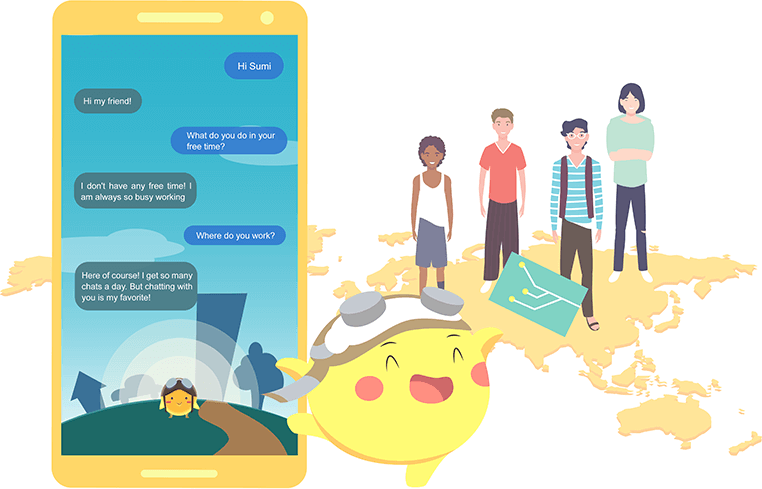 Hi Sumi
Hi my friend!
What do you do in your
free time?
I don't have any free time! I
am always so busy working
Where do you work?
Here of course! I get so many
chats a day. But chatting with
you is my favorite!